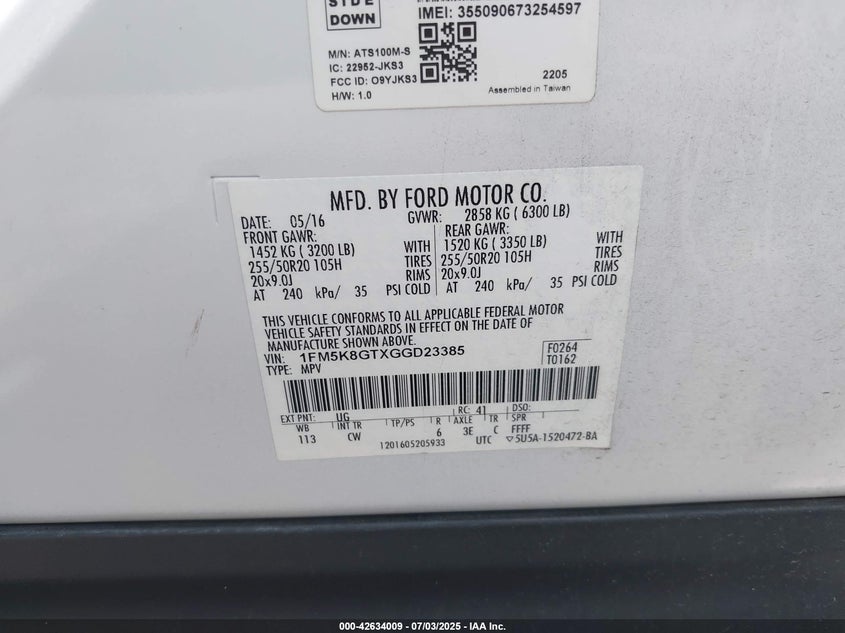 SIDE
DOWN
IMEI: 355090673254597
M/N: ATS100M-S
IC: 22952-JKS3
FCC ID: O9YJKS3
H/W: 1.0
2205
Assembled in Taiwan
MFD. BY FORD MOTOR CO.
DATE: 05/16 GVWR: 2858 KG ( 6300 LB)
FRONT GAWR: REAR GAWR:
1452 KG ( 3200 LB) WITH 1520 KG ( 3350 LB) WITH
255/50R20 105H TIRES 255/50R20 105H TIRES
20x9.0J RIMS 20x9.0J RIMS
AT 240 kPa/ 35 PSI COLD AT 240 kPa/ 35 PSI COLD
THIS VEHICLE CONFORMS TO ALL APPLICABLE FEDERAL MOTOR
VEHICLE SAFETY STANDARDS IN EFFECT ON THE DATE OF
MANUFACTURE SHOWN ABOVE.
VIN: 1FM5K8GTXGGD23385 F0264
TYPE: MPV T0162
EXT PNT: UG RC: 41 DSO:
WB INT TR TP/PS R AXLE TR SPR
113 CW 6 3E C FFFF
1201605205933 UTC ▽5U5A-1520472-BA
000-42634009 - 07/03/2025 - IAA Inc.